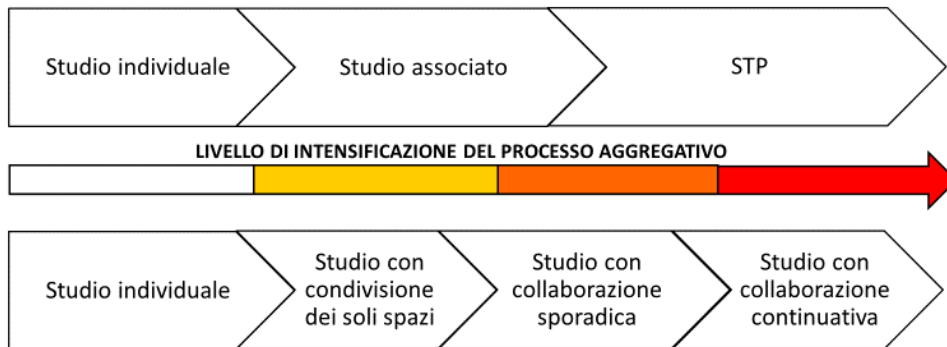 Studio individuale
Studio associato
STP
LIVELLO DI INTENSIFICAZIONE DEL PROCESSO AGGREGATIVO
Studio individuale
Studio con
condivisione
dei soli spazi
Studio con
collaborazione
sporadica
Studio con
collaborazione
continuativa